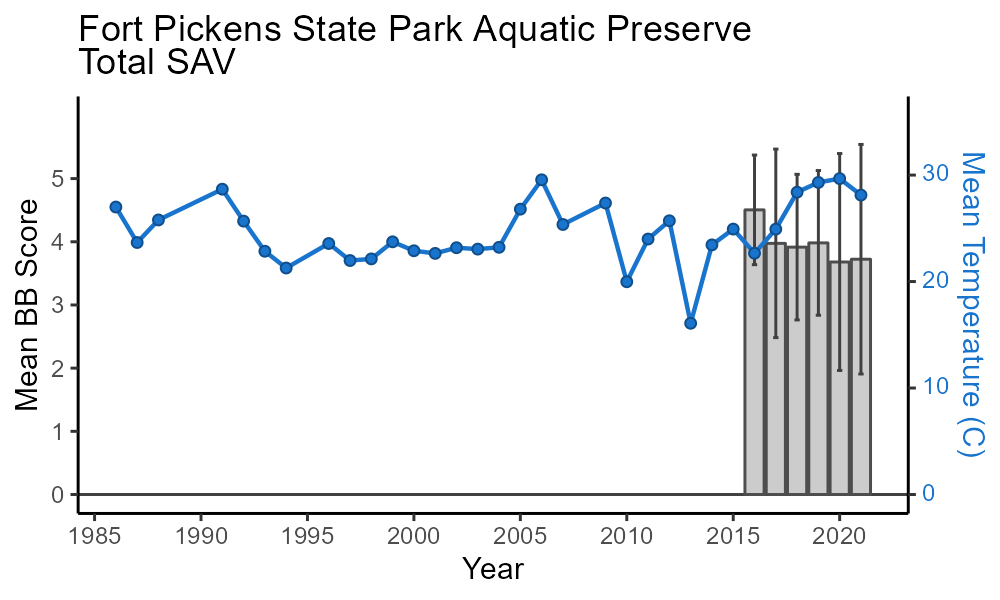 Fort Pickens State Park Aquatic Preserve
Total SAV
Mean BB Score
5
4
3
2
1
0
30
20
10
0
Mean Temperature (C)
1985 1990 1995 2000 2005 2010 2015 2020
Year